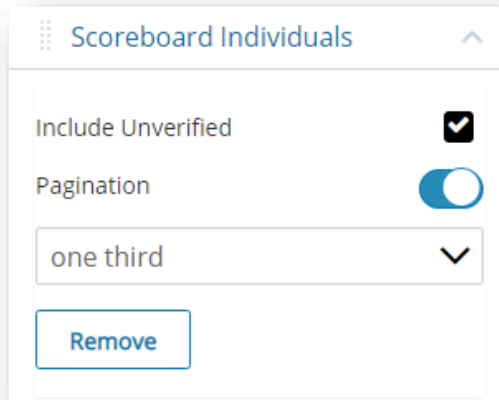 Scoreboard Individuals
Include Unverified
Pagination
one third
Remove